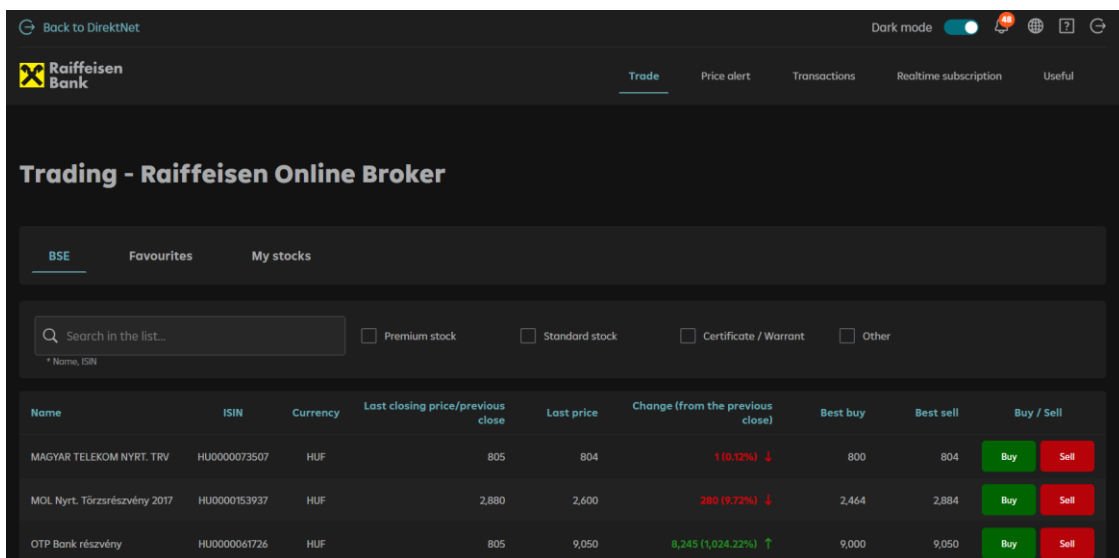 Back to DirektNet
Dark mode
48
?
Raiffeisen
Bank
Trade Price alert Transactions Realtime subscription Useful
Trading - Raiffeisen Online Broker
BSE Favourites My stocks
Search in the list...
Premium stock Standard stock Certificate / Warrant Other
* Name, ISIN
Name ISIN Currency Last closing price/previous close Last price Change (from the previous close) Best buy Best sell Buy / Sell
MAGYAR TELEKOM NYRT. TRV HU0000073507 HUF 805 804 1 (0.12%) ↓ 800 804 Buy Sell
MOL Nyrt. Törzsrészvény 2017 HU0000153937 HUF 2,880 2,600 280 (9.72%) ↓ 2,464 2,884 Buy Sell
OTP Bank részvény HU0000061726 HUF 805 9,050 8,245 (1,024.22%) ↑ 9,000 9,050 Buy Sell